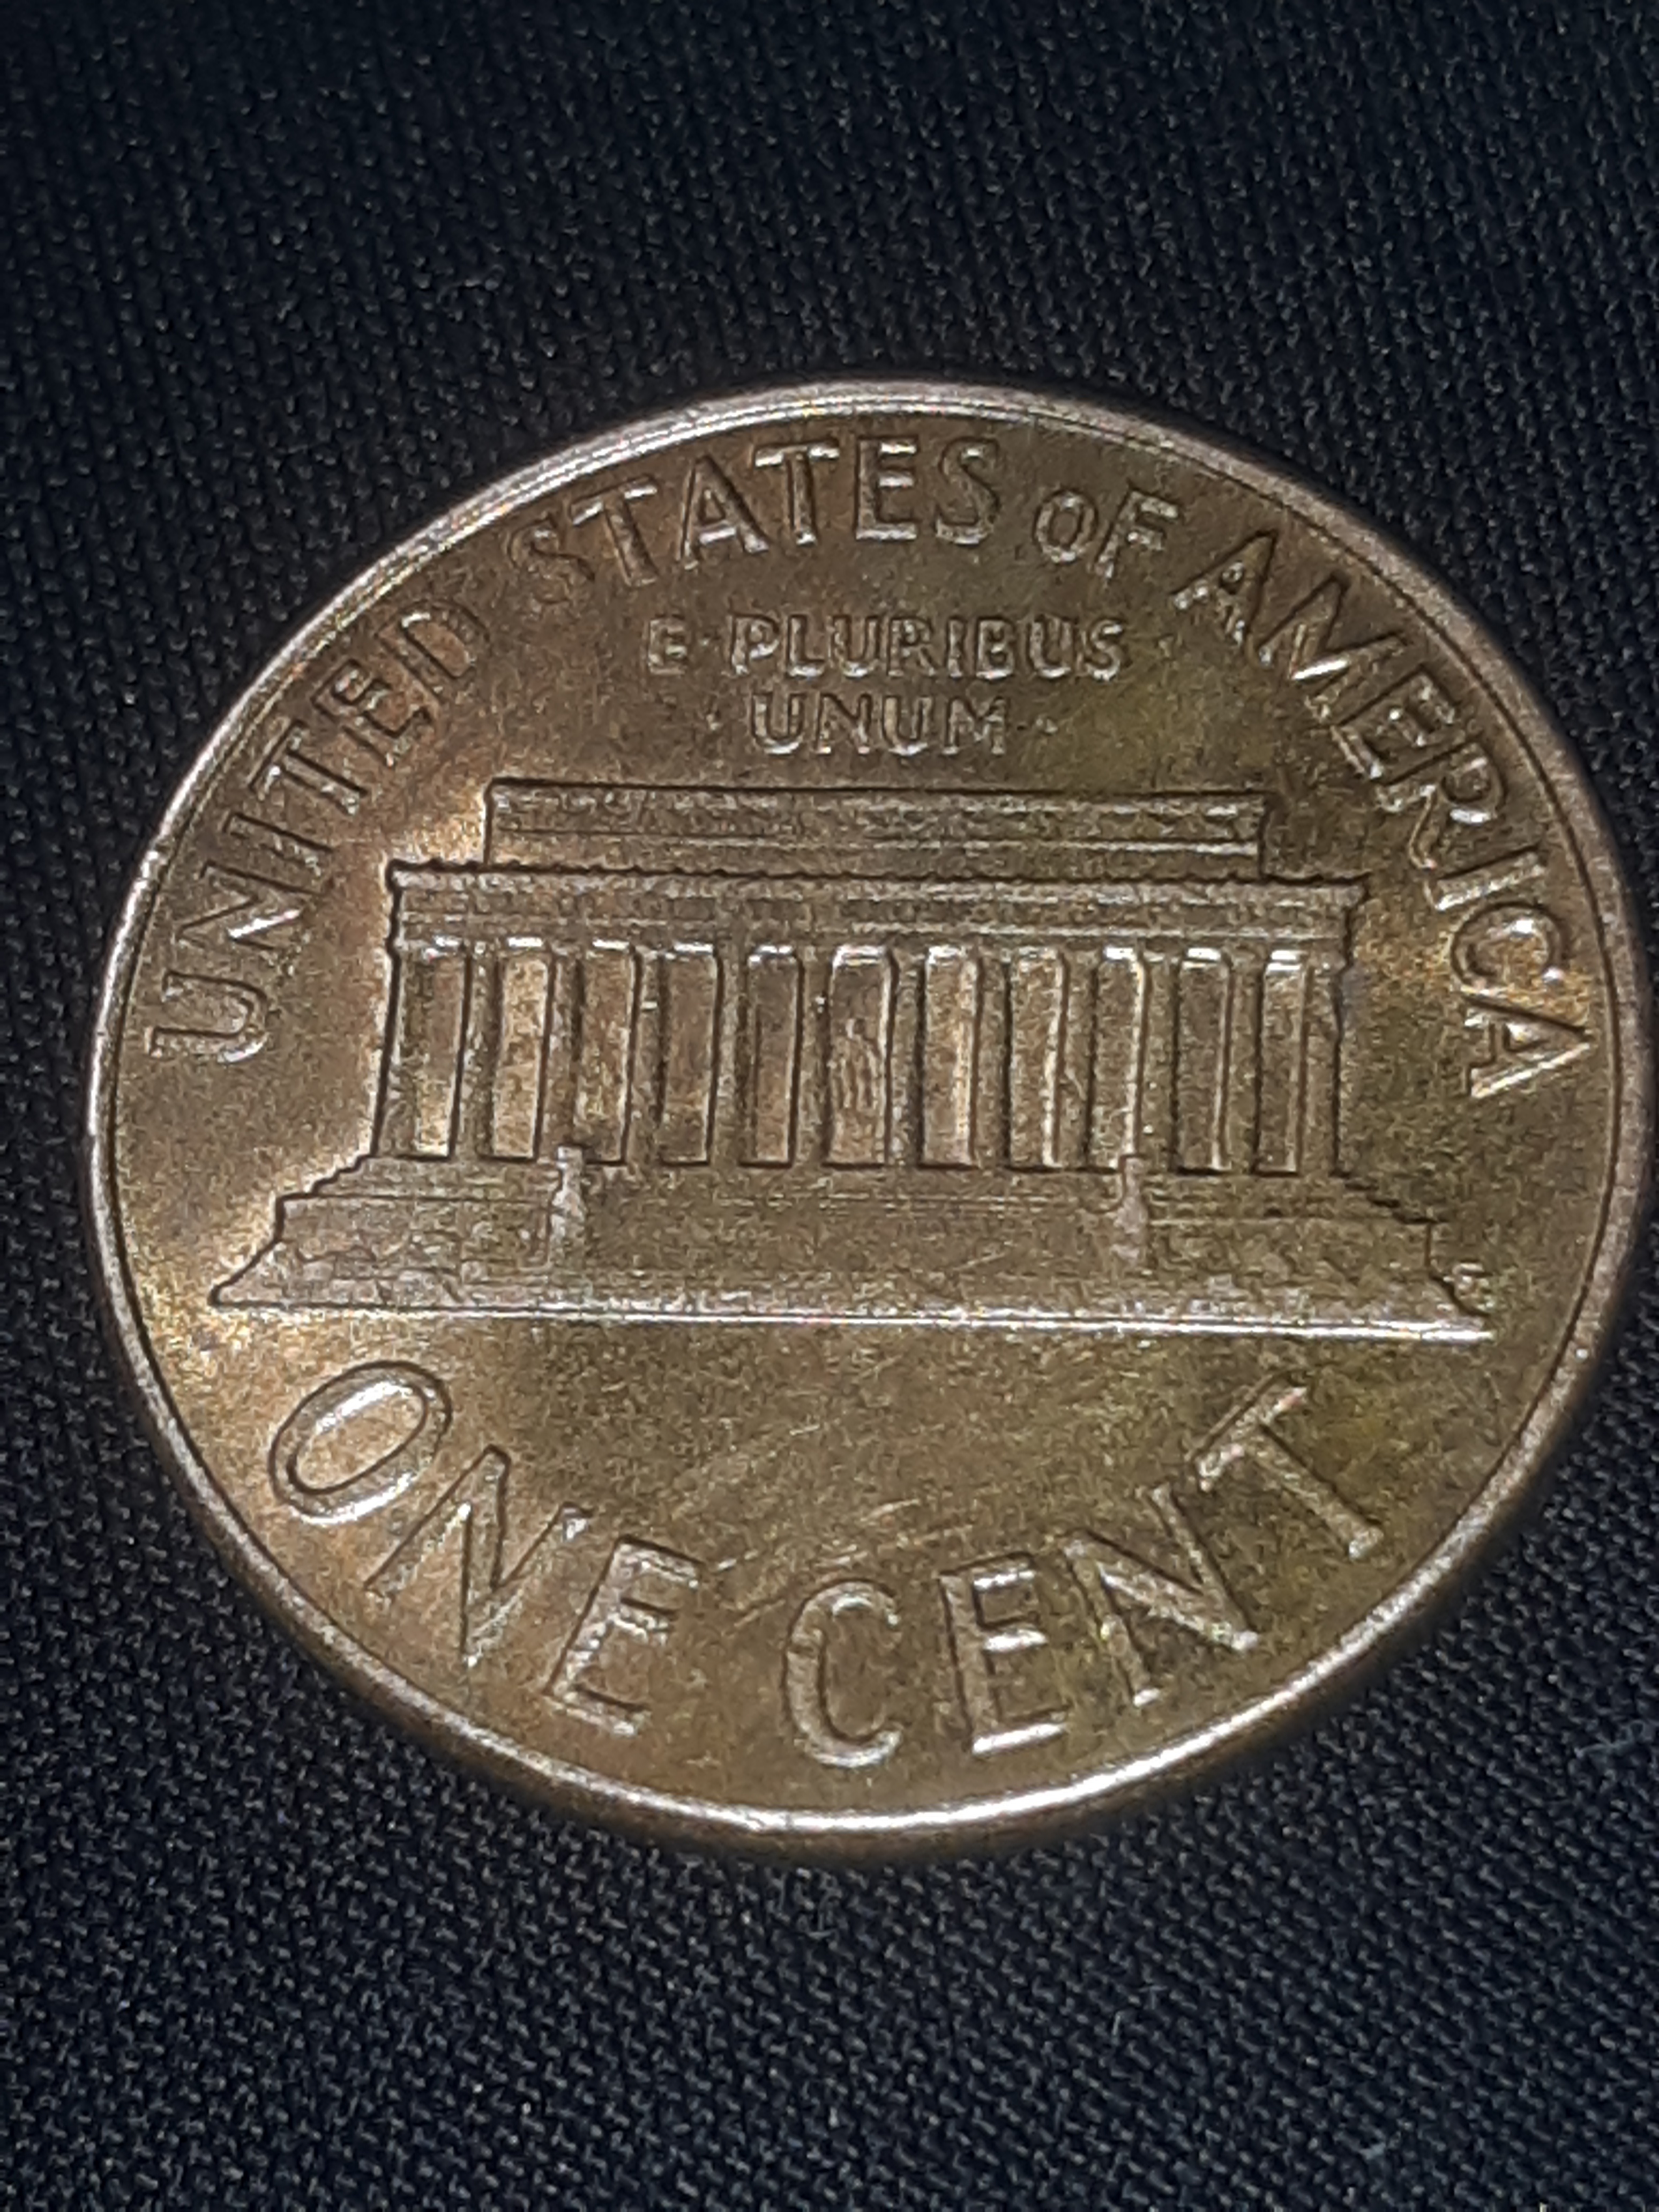 UNITED STATES OF AMERICA
E·PLURIBUS
·UNUM·
ONE CENT